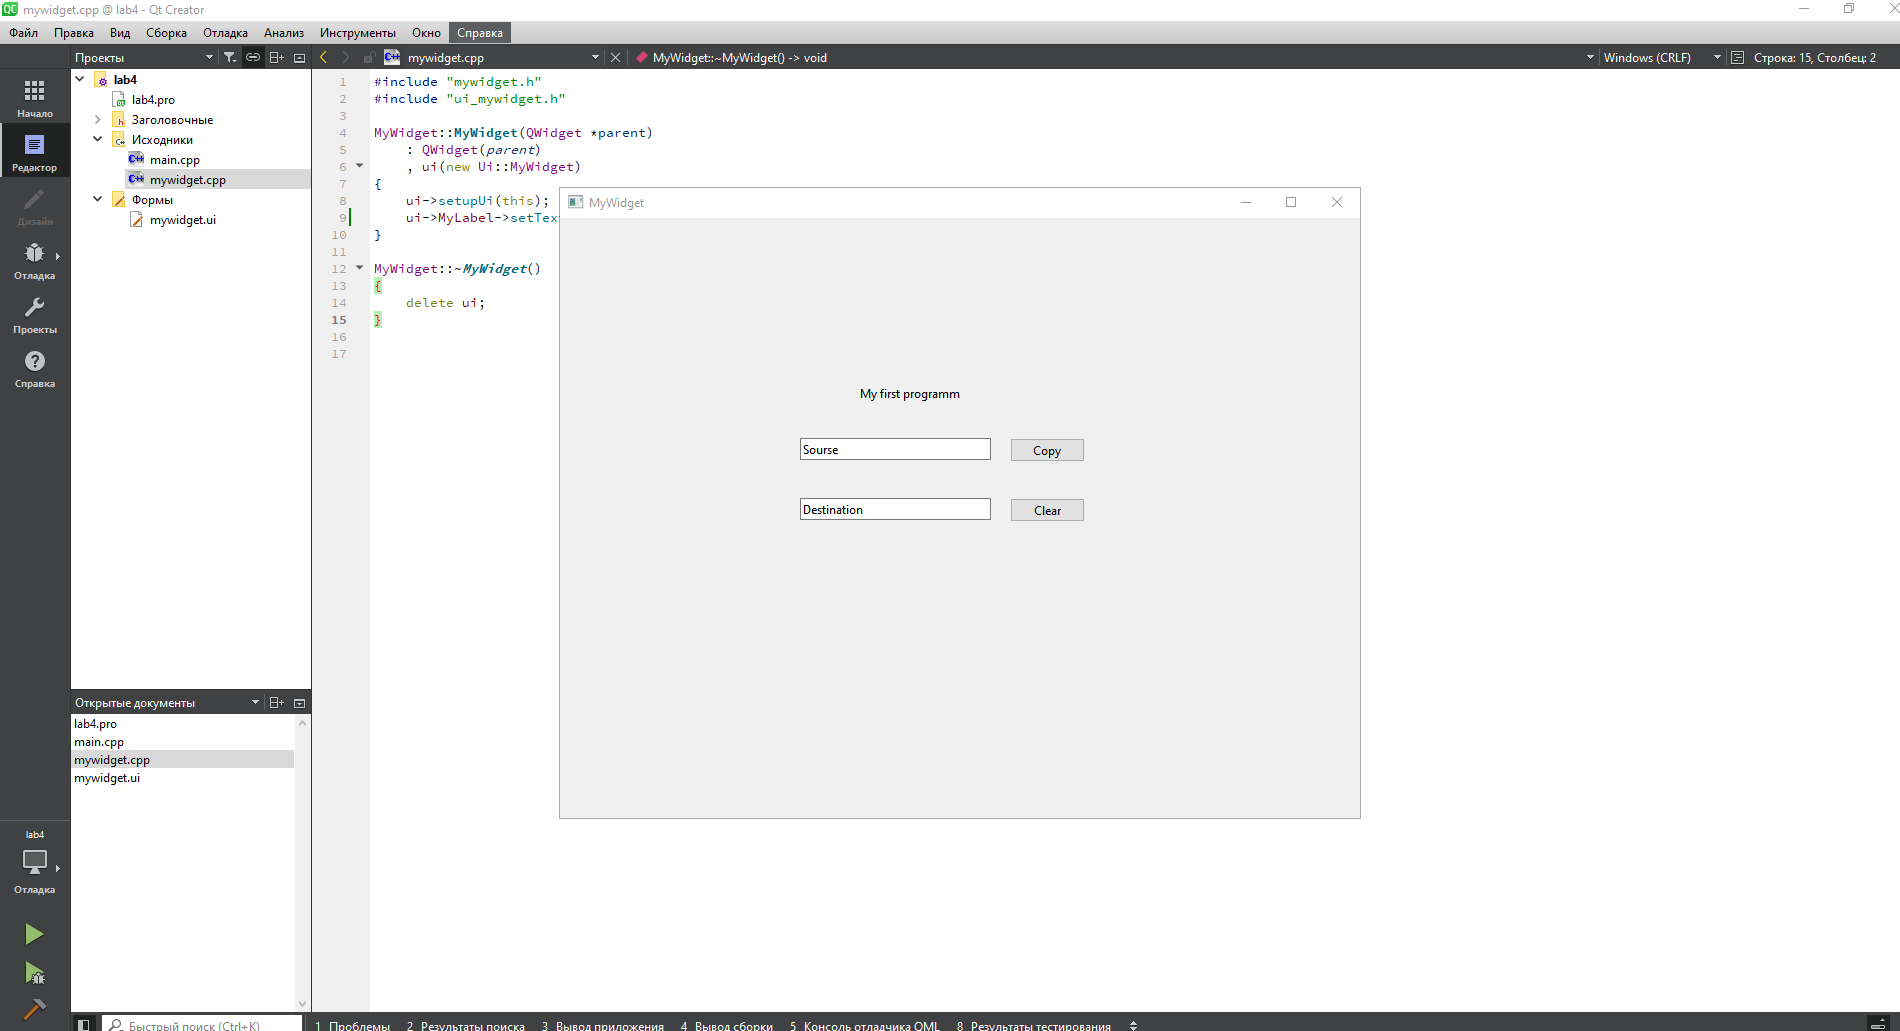 mywidget.cpp @ lab4 - Qt Creator
Файл Правка Вид Сборка Отладка Анализ Инструменты Окно Справка
Проекты
mywidget.cpp
MyWidget::~MyWidget() -> void
Windows (CRLF)
Строка: 15, Столбец: 2
Начало
Редактор
Дизайн
Отладка
Проекты
Справка
lab4
lab4.pro
Заголовочные
Исходники
main.cpp
mywidget.cpp
Формы
mywidget.ui
1 #include "mywidget.h"
2 #include "ui_mywidget.h"
3
4 MyWidget::MyWidget(QWidget *parent)
5     : QWidget(parent)
6     , ui(new Ui::MyWidget)
7 {
8     ui->setupUi(this);
9     ui->MyLabel->setTex
10 }
11
12 MyWidget::~MyWidget()
13 {
14     delete ui;
15 }
16
17
MyWidget
My first programm
Sourse
Copy
Destination
Clear
Открытые документы
lab4.pro
main.cpp
mywidget.cpp
mywidget.ui
lab4
Отладка
Быстрый поиск (Ctrl+K)
1 Проблемы 2 Результаты поиска 3 Вывод приложения 4 Вывод сборки 5 Консоль отладчика QML 8 Результаты тестирования